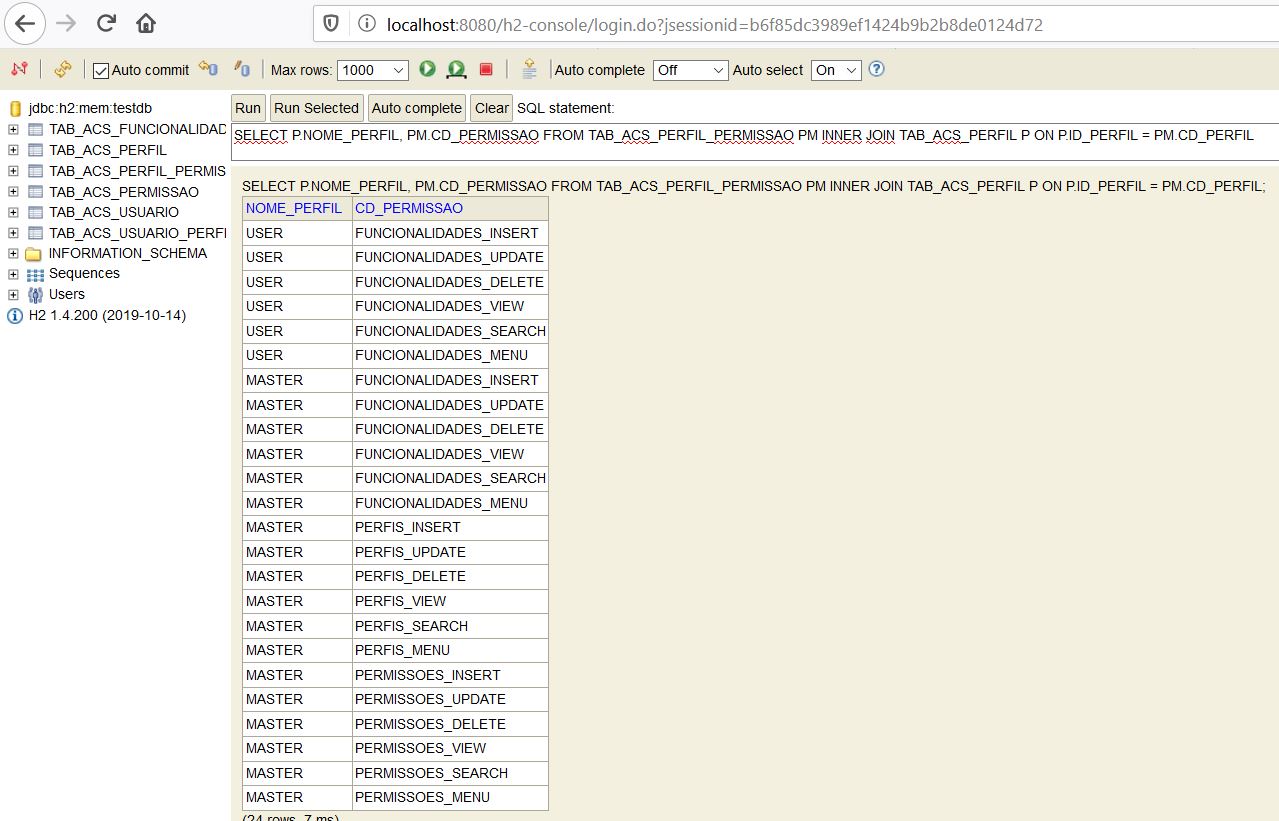 localhost:8080/h2-console/login.do?jsessionid=b6f85dc3989ef1424b9b2b8de0124d72
Auto commit Max rows: 1000 Auto complete Off Auto select On
jdbc:h2:mem:testdb
TAB_ACS_FUNCIONALIDAD
TAB_ACS_PERFIL
TAB_ACS_PERFIL_PERMIS
TAB_ACS_PERMISSAO
TAB_ACS_USUARIO
TAB_ACS_USUARIO_PERFI
INFORMATION_SCHEMA
Sequences
Users
H2 1.4.200 (2019-10-14)
Run Run Selected Auto complete Clear SQL statement:
SELECT P.NOME_PERFIL, PM.CD_PERMISSAO FROM TAB_ACS_PERFIL_PERMISSAO PM INNER JOIN TAB_ACS_PERFIL P ON P.ID_PERFIL = PM.CD_PERFIL
SELECT P.NOME_PERFIL, PM.CD_PERMISSAO FROM TAB_ACS_PERFIL_PERMISSAO PM INNER JOIN TAB_ACS_PERFIL P ON P.ID_PERFIL = PM.CD_PERFIL;
NOME_PERFIL CD_PERMISSAO
USER FUNCIONALIDADES_INSERT
USER FUNCIONALIDADES_UPDATE
USER FUNCIONALIDADES_DELETE
USER FUNCIONALIDADES_VIEW
USER FUNCIONALIDADES_SEARCH
USER FUNCIONALIDADES_MENU
MASTER FUNCIONALIDADES_INSERT
MASTER FUNCIONALIDADES_UPDATE
MASTER FUNCIONALIDADES_DELETE
MASTER FUNCIONALIDADES_VIEW
MASTER FUNCIONALIDADES_SEARCH
MASTER FUNCIONALIDADES_MENU
MASTER PERFIS_INSERT
MASTER PERFIS_UPDATE
MASTER PERFIS_DELETE
MASTER PERFIS_VIEW
MASTER PERFIS_SEARCH
MASTER PERFIS_MENU
MASTER PERMISSOES_INSERT
MASTER PERMISSOES_UPDATE
MASTER PERMISSOES_DELETE
MASTER PERMISSOES_VIEW
MASTER PERMISSOES_SEARCH
MASTER PERMISSOES_MENU
(24 rows, 7 ms)